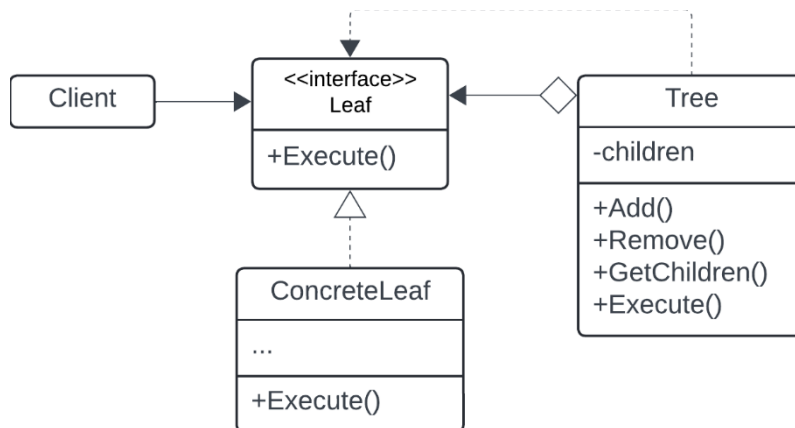 Client
<<interface>>
Leaf
+Execute()
Tree
-children
+Add()
+Remove()
+GetChildren()
+Execute()
ConcreteLeaf
...
+Execute()